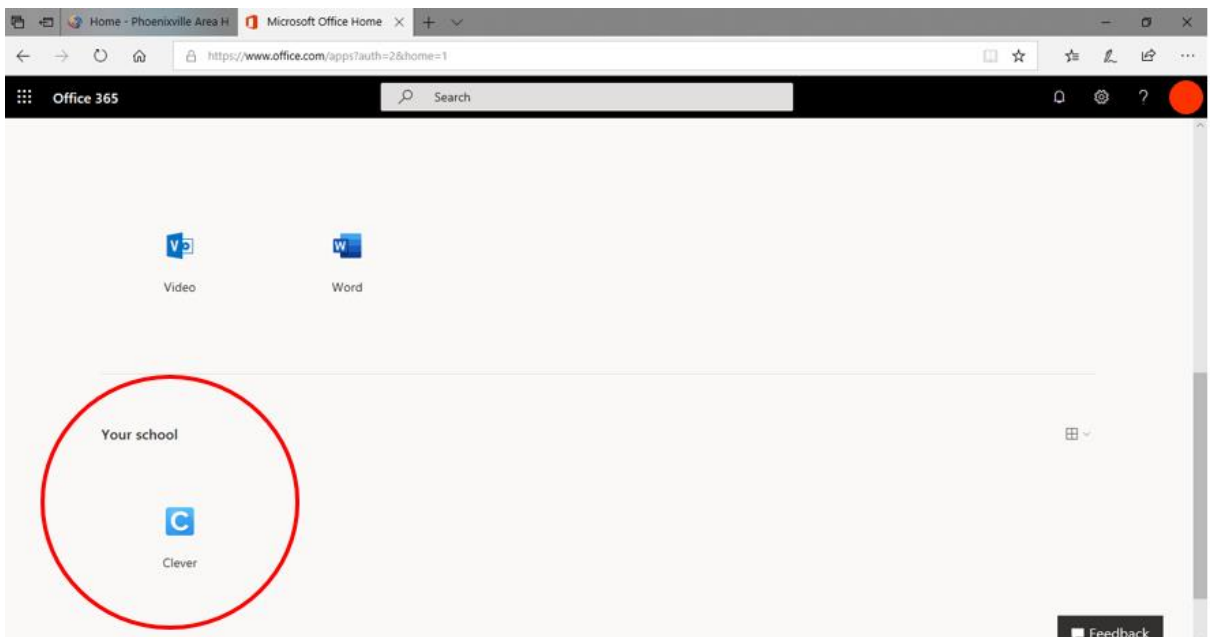 Home - Phoenixville Area H
Microsoft Office Home
https://www.office.com/apps?auth=2&home=1
Office 365
Search
?
Video
Word
Your school
Clever
Feedback